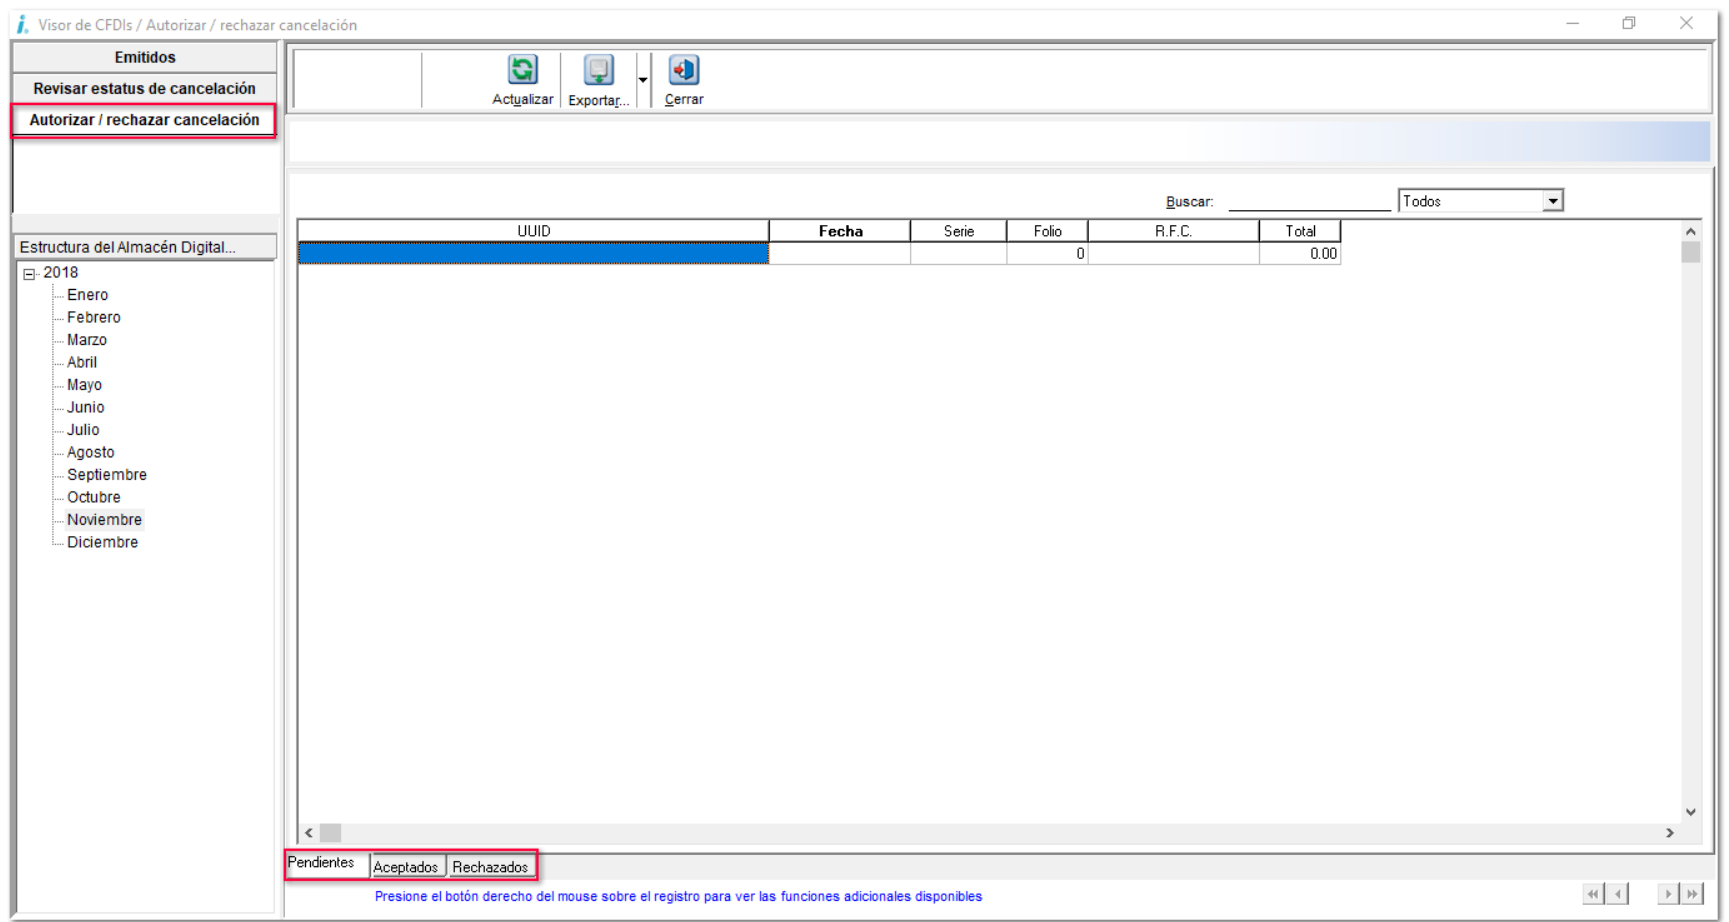 Visor de CFDIs / Autorizar / rechazar cancelación
Emitidos
Revisar estatus de cancelación
Autorizar / rechazar cancelación
Actualizar
Exportar...
Cerrar
Buscar:
Todos
Estructura del Almacén Digital...
2018
Enero
Febrero
Marzo
Abril
Mayo
Junio
Julio
Agosto
Septiembre
Octubre
Noviembre
Diciembre
UUID Fecha Serie Folio R.F.C. Total
0 0.00
Pendientes Aceptados Rechazados
Presione el botón derecho del mouse sobre el registro para ver las funciones adicionales disponibles